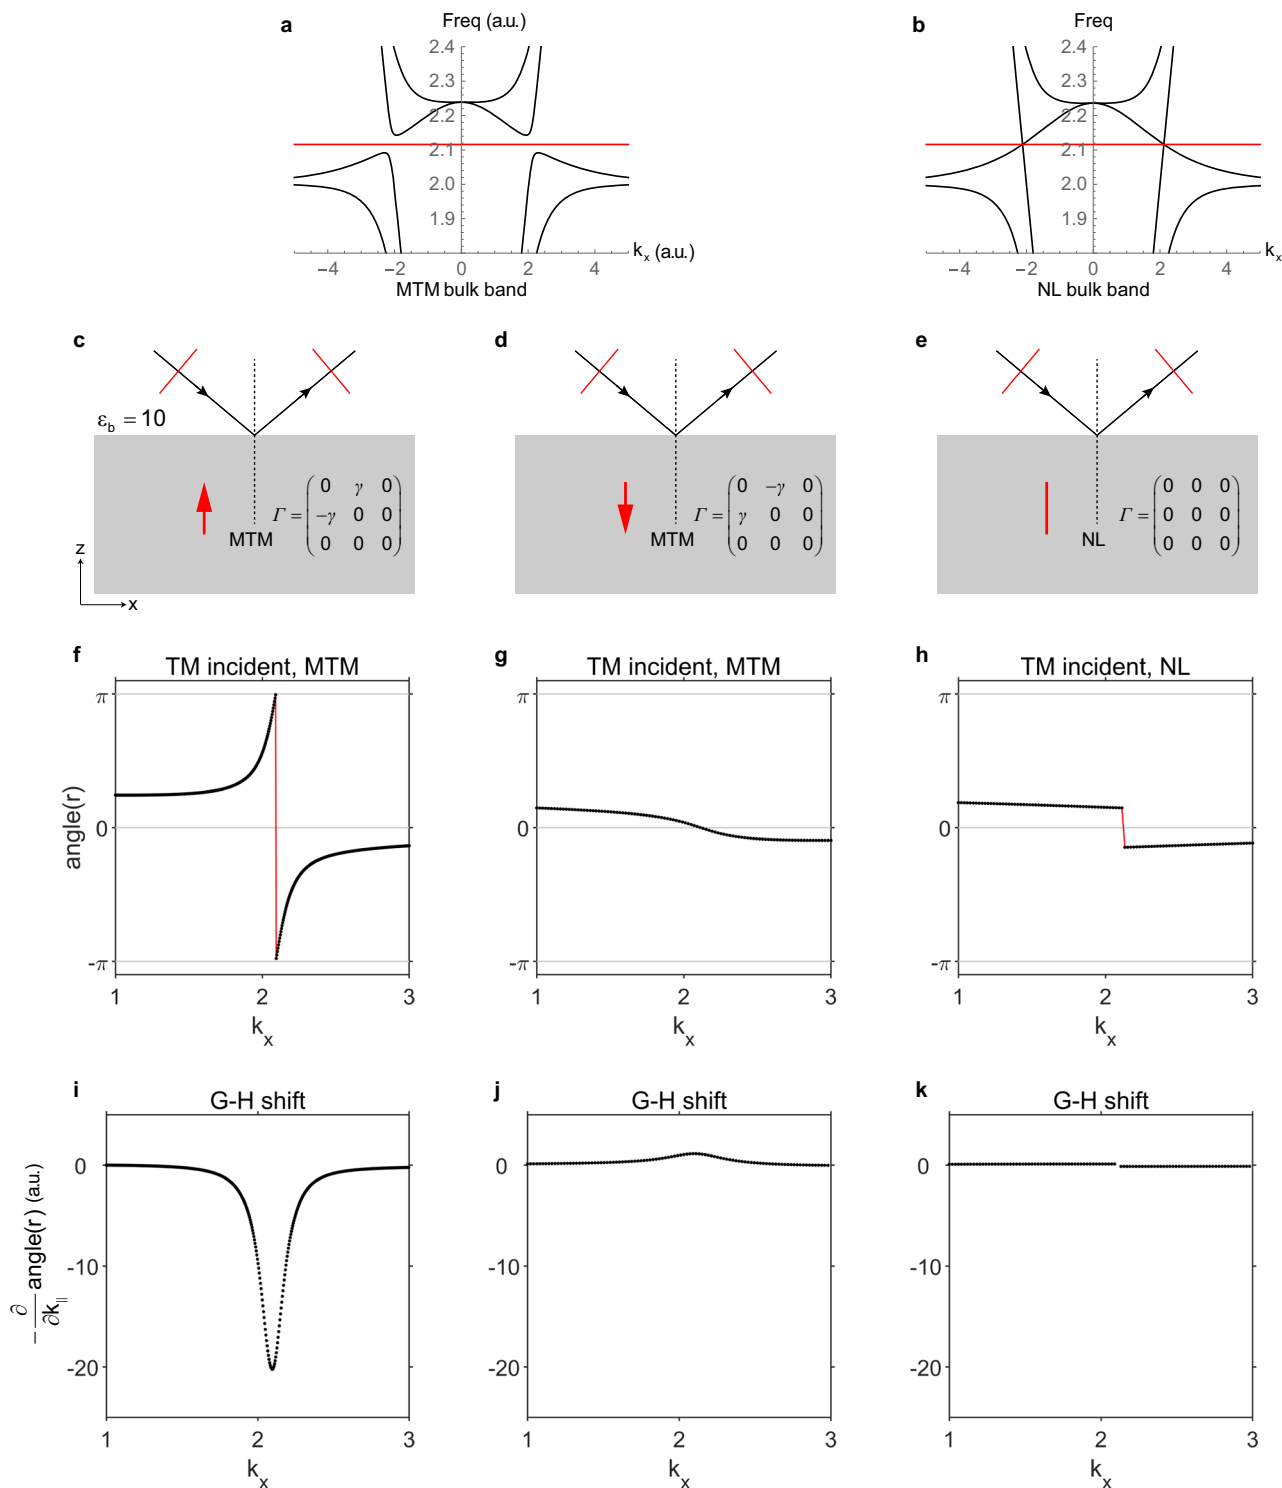 a
Freq (a.u.)
2.4
2.3
2.2
2.1
2.0
1.9
−4 −2 0 2 4
k_x (a.u.)
MTM bulk band
b
Freq
2.4
2.3
2.2
2.1
2.0
1.9
−4 −2 0 2 4
k_x
NL bulk band
c
ε_b = 10
MTM
Γ = ( 0 γ 0
−γ 0 0
0 0 0 )
z
x
d
MTM
Γ = ( 0 −γ 0
γ 0 0
0 0 0 )
e
NL
Γ = ( 0 0 0
0 0 0
0 0 0 )
f
TM incident, MTM
angle(r)
π
0
-π
1 2 3
k_x
g
TM incident, MTM
π
0
-π
1 2 3
k_x
h
TM incident, NL
π
0
-π
1 2 3
k_x
i
G-H shift
−∂/∂k_∥ angle(r) (a.u.)
0
-10
-20
1 2 3
k_x
j
G-H shift
0
-10
-20
1 2 3
k_x
k
G-H shift
0
-10
-20
1 2 3
k_x